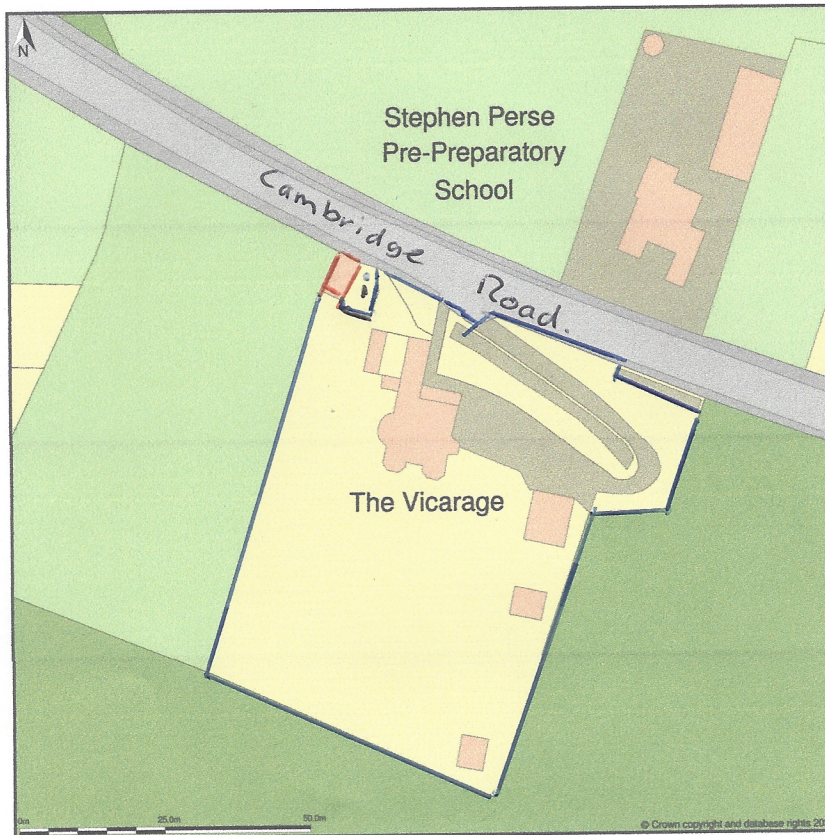 N
Stephen Perse
Pre-Preparatory
School
Cambridge Road.
The Vicarage
0m
25.0m
50.0m
© Crown copyright and database rights 20